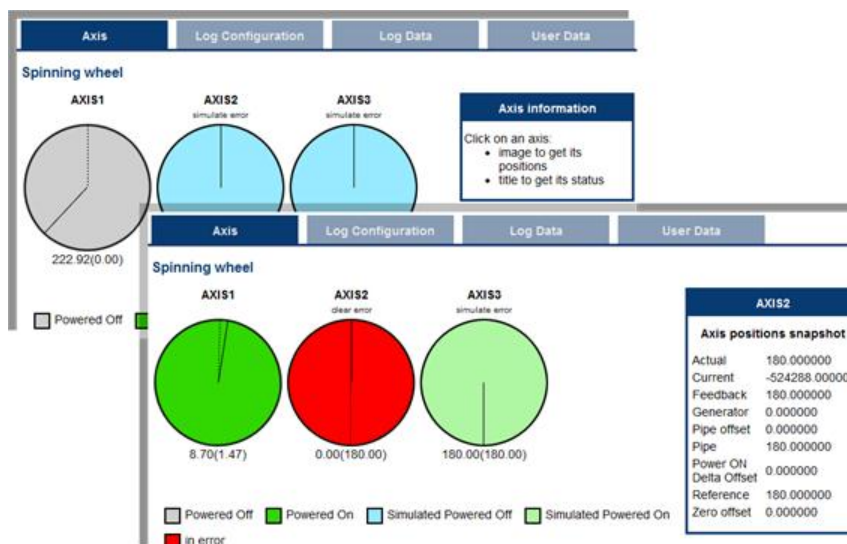 Axis Log Configuration Log Data User Data
Spinning wheel
AXIS1 AXIS2 AXIS3
simulate error simulate error
Axis information
Click on an axis:
• image to get its
positions
• title to get its status
222.92(0.00)
Powered Off
Axis Log Configuration Log Data User Data
Spinning wheel
AXIS1 AXIS2 AXIS3
clear error simulate error
8.70(1.47) 0.00(180.00) 180.00(180.00)
Powered Off Powered On Simulated Powered Off Simulated Powered On
in error
AXIS2
Axis positions snapshot
Actual 180.000000
Current -524288.00000
Feedback 180.000000
Generator 0.000000
Pipe offset 0.000000
Pipe 180.000000
Power ON
Delta Offset 0.000000
Reference 180.000000
Zero offset 0.000000